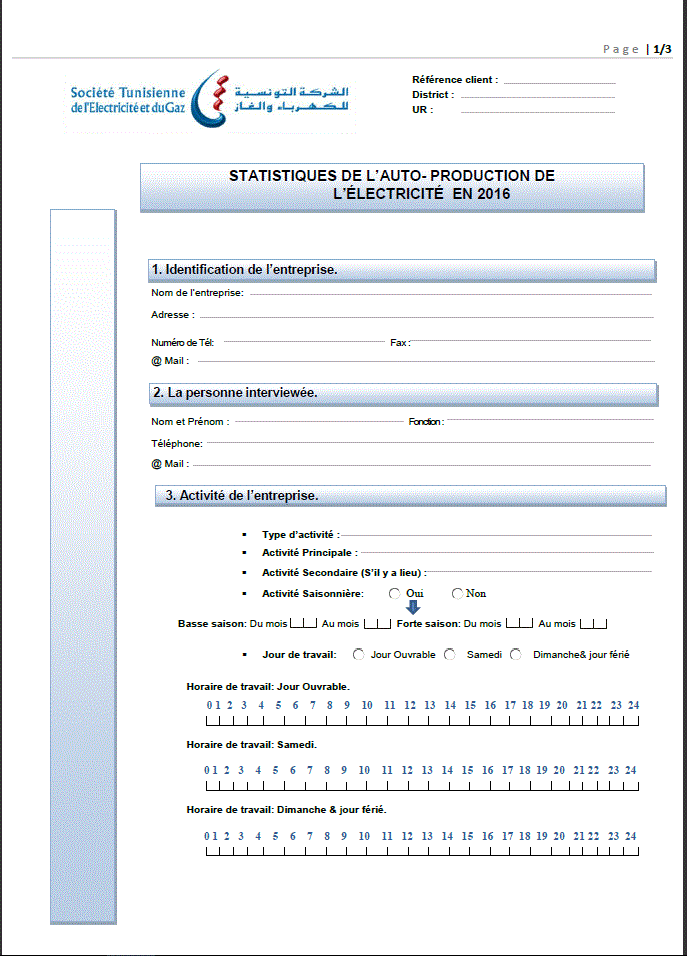 Page | 1/3
Société Tunisienne
de l'Electricité et du Gaz
الشركة التونسية
للكهرباء والغاز
Référence client :
District :
UR :
STATISTIQUES DE L'AUTO- PRODUCTION DE
L'ÉLECTRICITÉ EN 2016
1. Identification de l'entreprise.
Nom de l'entreprise:
Adresse :
Numéro de Tél: Fax :
@ Mail :
2. La personne interviewée.
Nom et Prénom : Fonction :
Téléphone:
@ Mail :
3. Activité de l'entreprise.
▪ Type d'activité :
▪ Activité Principale :
▪ Activité Secondaire (S'il y a lieu) :
▪ Activité Saisonnière: Oui Non
Basse saison: Du mois Au mois Forte saison: Du mois Au mois
▪ Jour de travail: Jour Ouvrable Samedi Dimanche& jour férié
Horaire de travail: Jour Ouvrable.
0 1 2 3 4 5 6 7 8 9 10 11 12 13 14 15 16 17 18 19 20 21 22 23 24
Horaire de travail: Samedi.
0 1 2 3 4 5 6 7 8 9 10 11 12 13 14 15 16 17 18 19 20 21 22 23 24
Horaire de travail: Dimanche & jour férié.
0 1 2 3 4 5 6 7 8 9 10 11 12 13 14 15 16 17 18 19 20 21 22 23 24